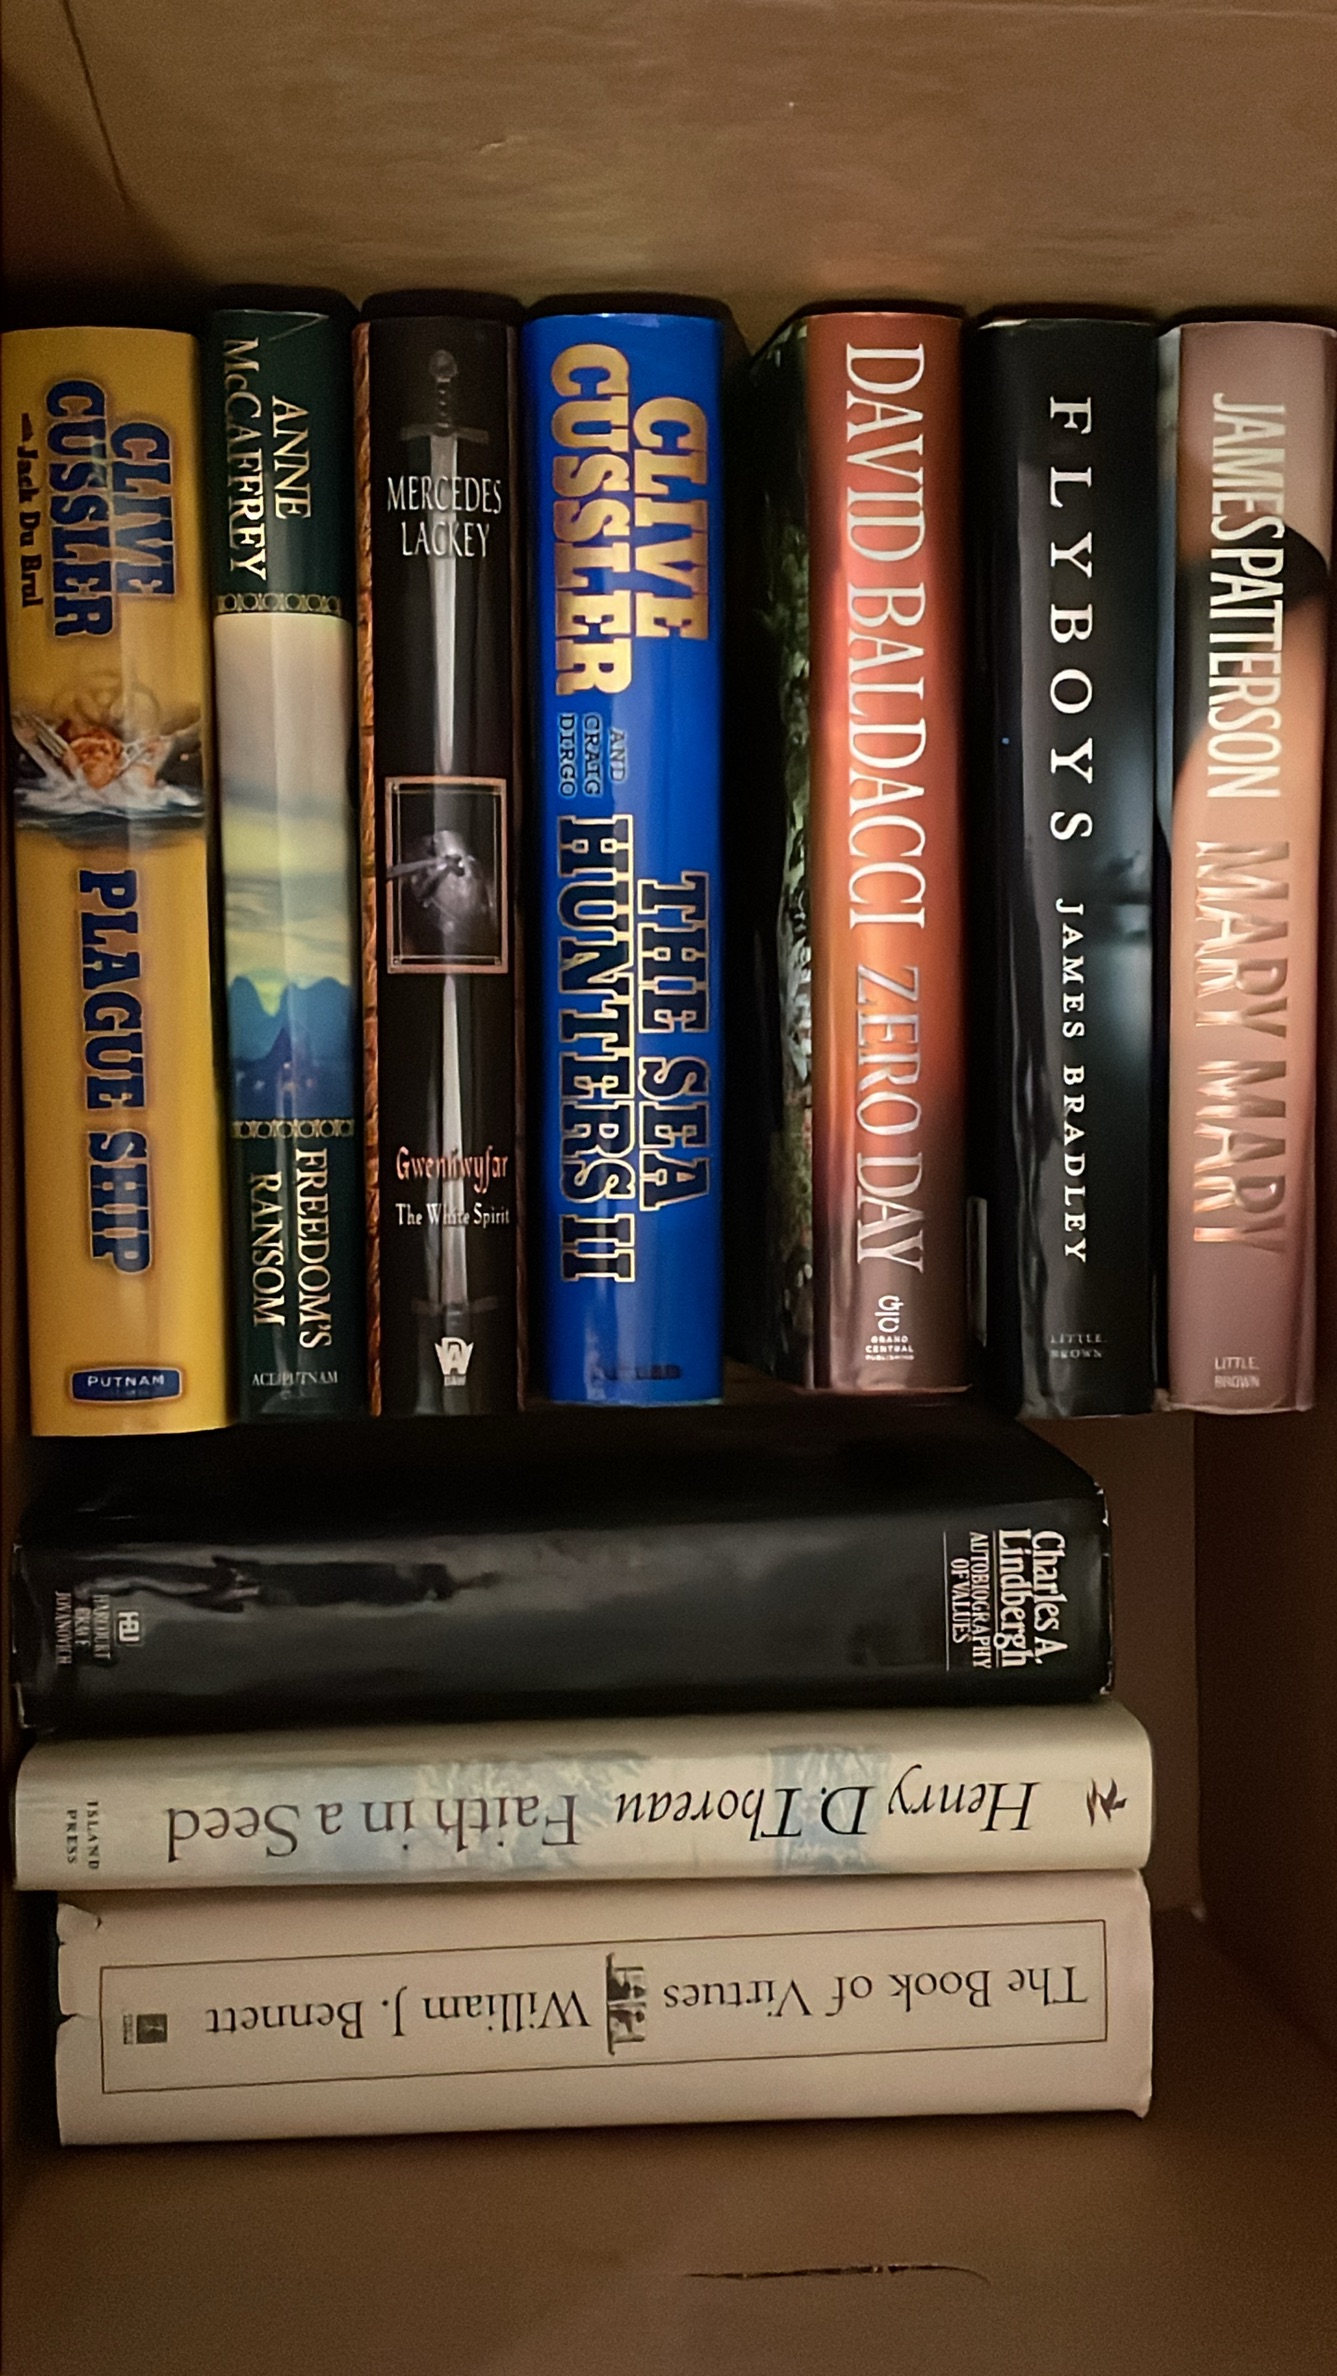 CLIVE
CUSSLER
with Jack Du Brul
PLAGUE SHIP
PUTNAM
ANNE
McCAFFREY
FREEDOM'S
RANSOM
ACE/PUTNAM
MERCEDES
LACKEY
Gwenhwyfar
The White Spirit
DAW
CLIVE
CUSSLER
AND
CRAIG
DIRGO
THE SEA
HUNTERS II
PUTNAM
DAVID BALDACCI ZERO DAY
GRAND
CENTRAL
PUBLISHING
FLYBOYS JAMES BRADLEY
LITTLE,
BROWN
JAMES PATTERSON MARY MARY
LITTLE,
BROWN
Charles A.
Lindbergh
AUTOBIOGRAPHY
OF VALUES
HBJ
HARCOURT
BRACE
JOVANOVICH
Henry D. Thoreau Faith in a Seed
ISLAND
PRESS
The Book of Virtues William J. Bennett